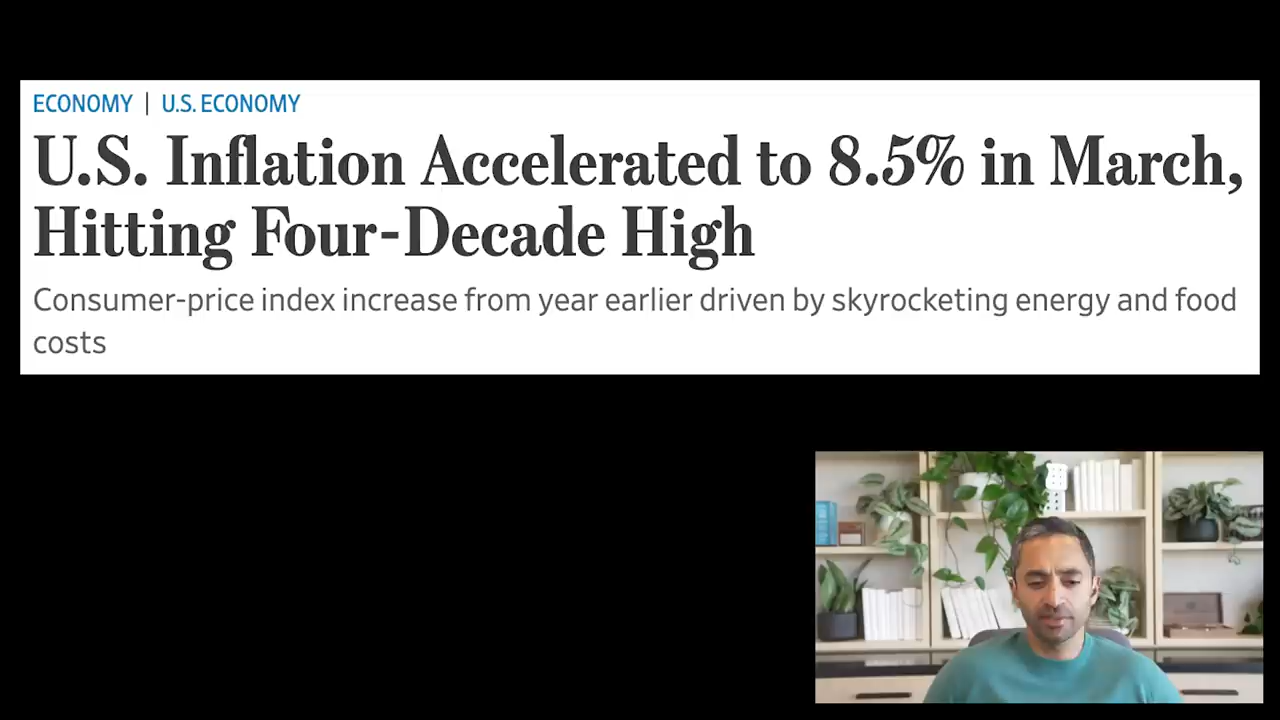 ECONOMY | U.S. ECONOMY
U.S. Inflation Accelerated to 8.5% in March,
Hitting Four-Decade High
Consumer-price index increase from year earlier driven by skyrocketing energy and food
costs